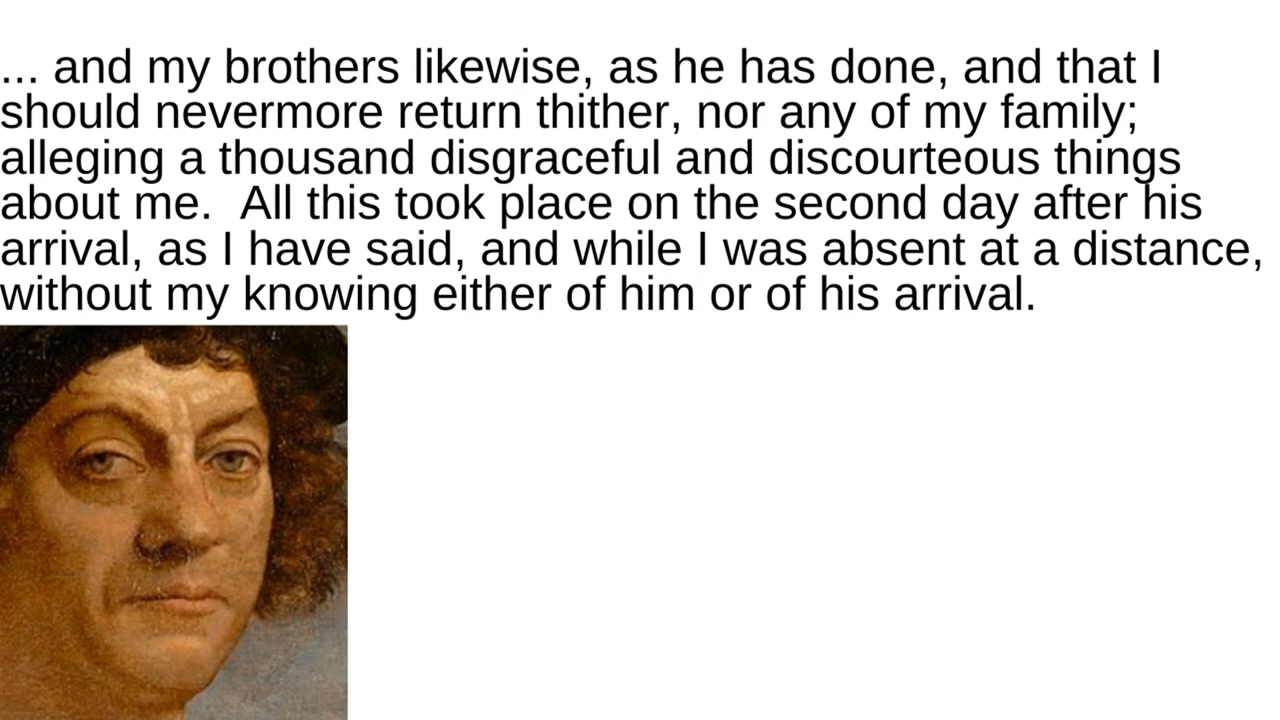 ... and my brothers likewise, as he has done, and that I
should nevermore return thither, nor any of my family;
alleging a thousand disgraceful and discourteous things
about me.  All this took place on the second day after his
arrival, as I have said, and while I was absent at a distance,
without my knowing either of him or of his arrival.